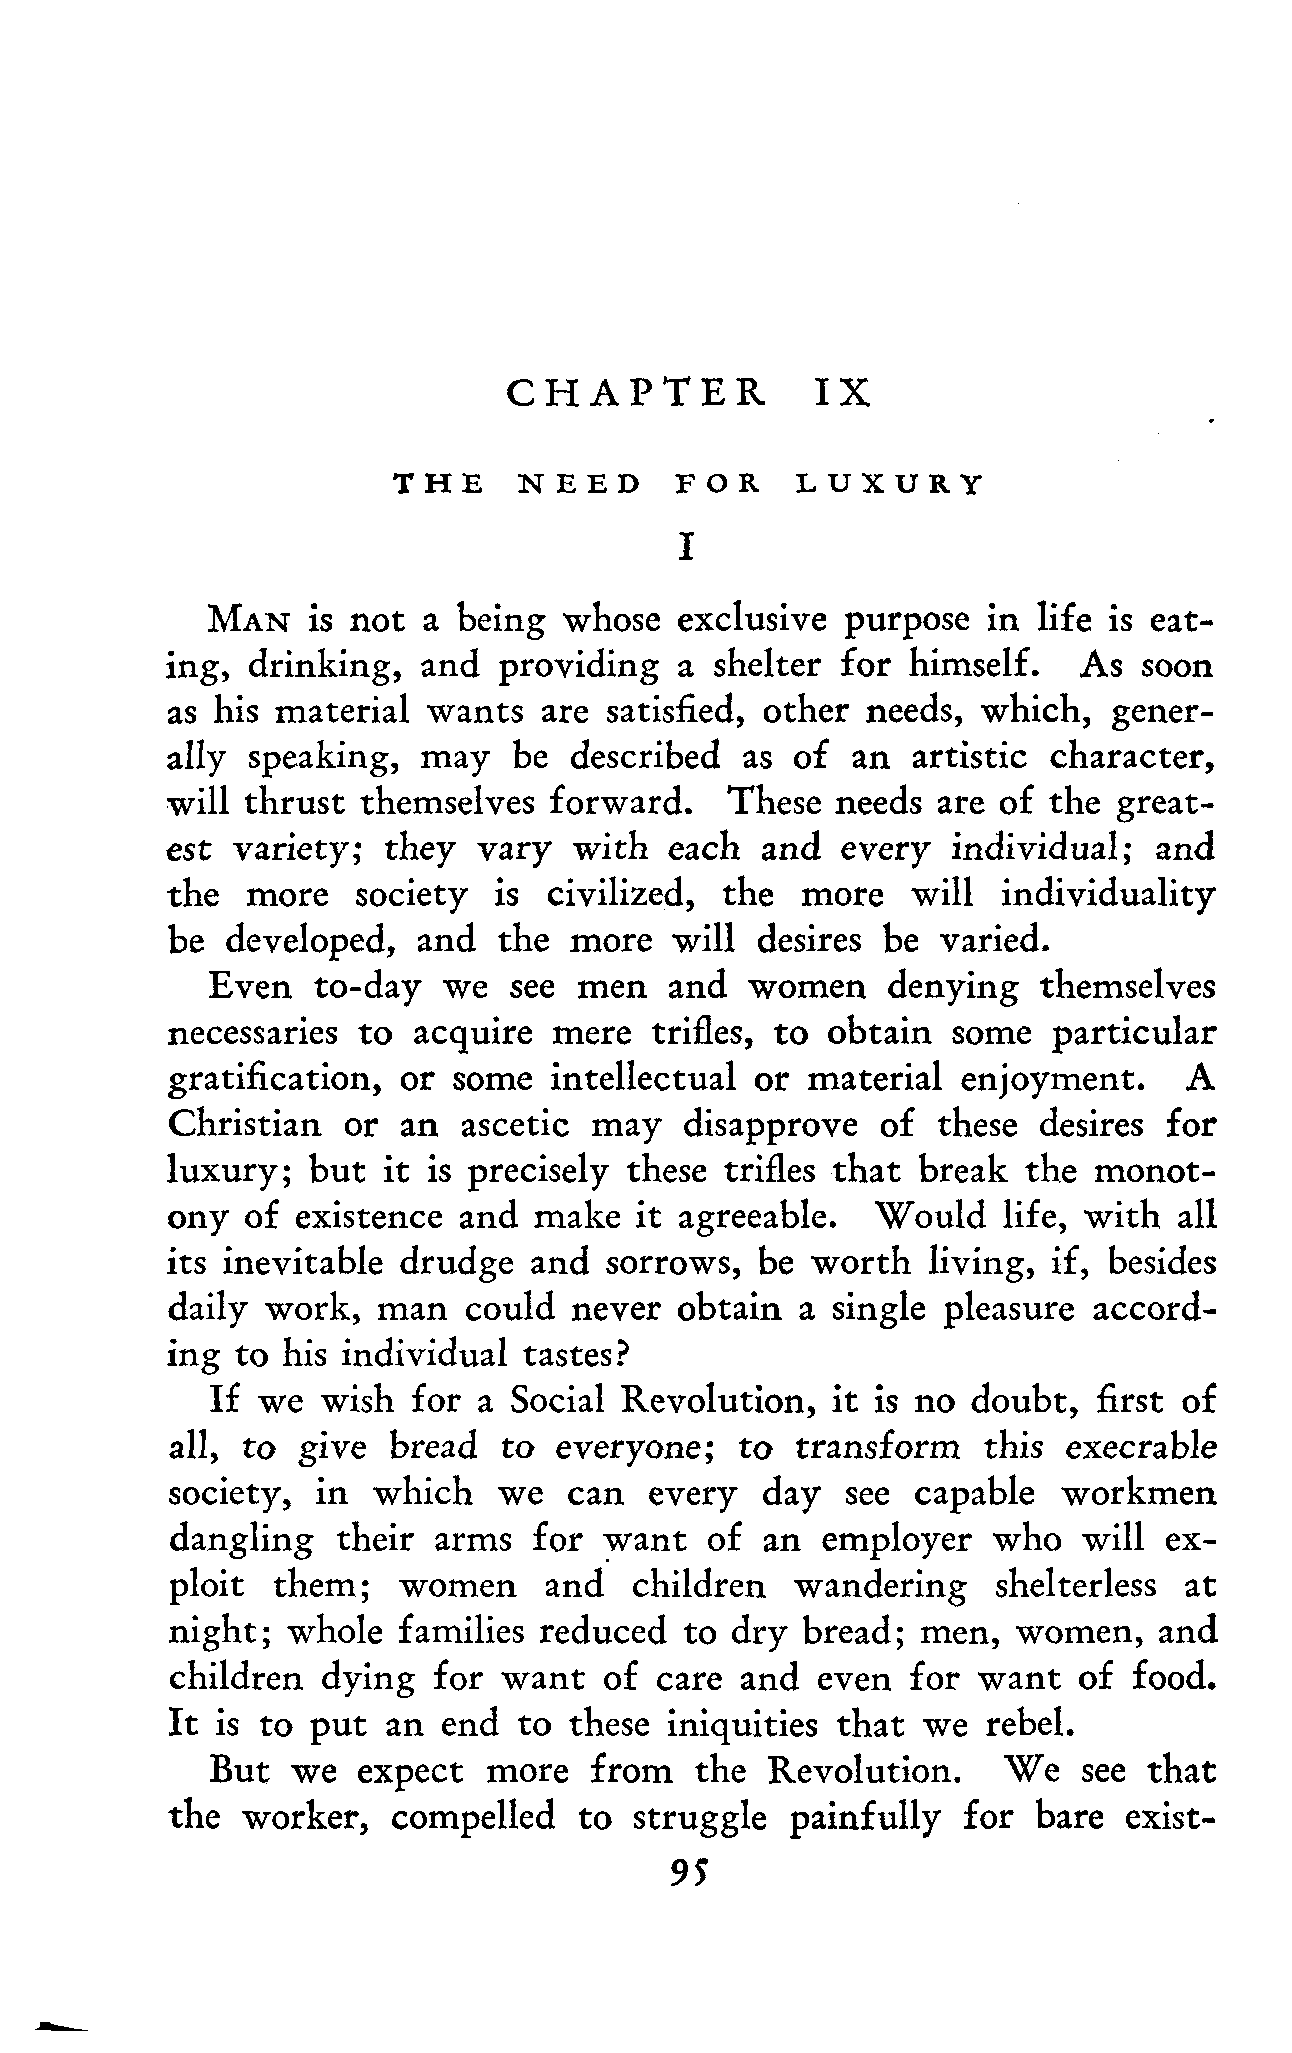 CHAPTER IX
THE NEED FOR LUXURY
I
MAN is not a being whose exclusive purpose in life is eat-
ing, drinking, and providing a shelter for himself. As soon
as his material wants are satisfied, other needs, which, gener-
ally speaking, may be described as of an artistic character,
will thrust themselves forward. These needs are of the great-
est variety; they vary with each and every individual; and
the more society is civilized, the more will individuality
be developed, and the more will desires be varied.
Even to-day we see men and women denying themselves
necessaries to acquire mere trifles, to obtain some particular
gratification, or some intellectual or material enjoyment. A
Christian or an ascetic may disapprove of these desires for
luxury; but it is precisely these trifles that break the monot-
ony of existence and make it agreeable. Would life, with all
its inevitable drudge and sorrows, be worth living, if, besides
daily work, man could never obtain a single pleasure accord-
ing to his individual tastes?
If we wish for a Social Revolution, it is no doubt, first of
all, to give bread to everyone; to transform this execrable
society, in which we can every day see capable workmen
dangling their arms for want of an employer who will ex-
ploit them; women and children wandering shelterless at
night; whole families reduced to dry bread; men, women, and
children dying for want of care and even for want of food.
It is to put an end to these iniquities that we rebel.
But we expect more from the Revolution. We see that
the worker, compelled to struggle painfully for bare exist-
95